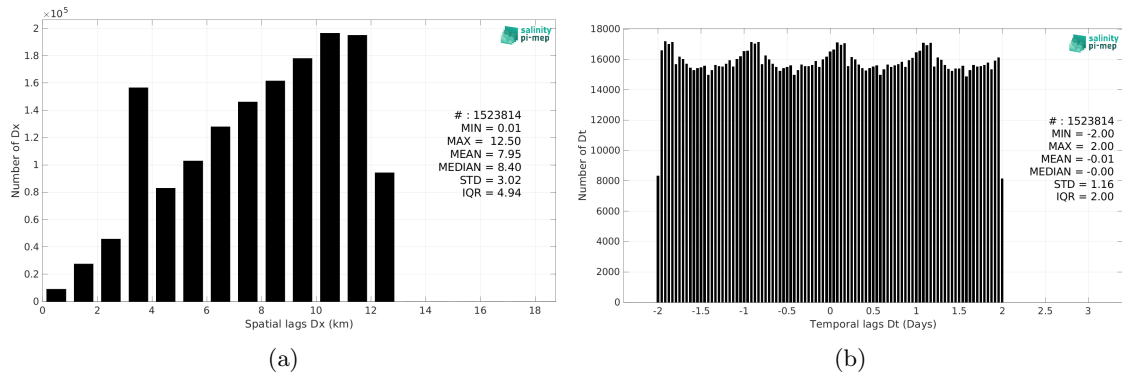 ×10⁵
2
1.8
1.6
1.4
1.2
1
0.8
0.6
0.4
0.2
0
Number of Dx
0 2 4 6 8 10 12 14 16 18
Spatial lags Dx (km)
salinity
pi-mep
# : 1523814
MIN = 0.01
MAX = 12.50
MEAN = 7.95
MEDIAN = 8.40
STD = 3.02
IQR = 4.94
(a)
18000
16000
14000
12000
10000
8000
6000
4000
2000
0
Number of Dt
-2 -1.5 -1 -0.5 0 0.5 1 1.5 2 2.5 3
Temporal lags Dt (Days)
salinity
pi-mep
# : 1523814
MIN = -2.00
MAX = 2.00
MEAN = -0.01
MEDIAN = -0.00
STD = 1.16
IQR = 2.00
(b)